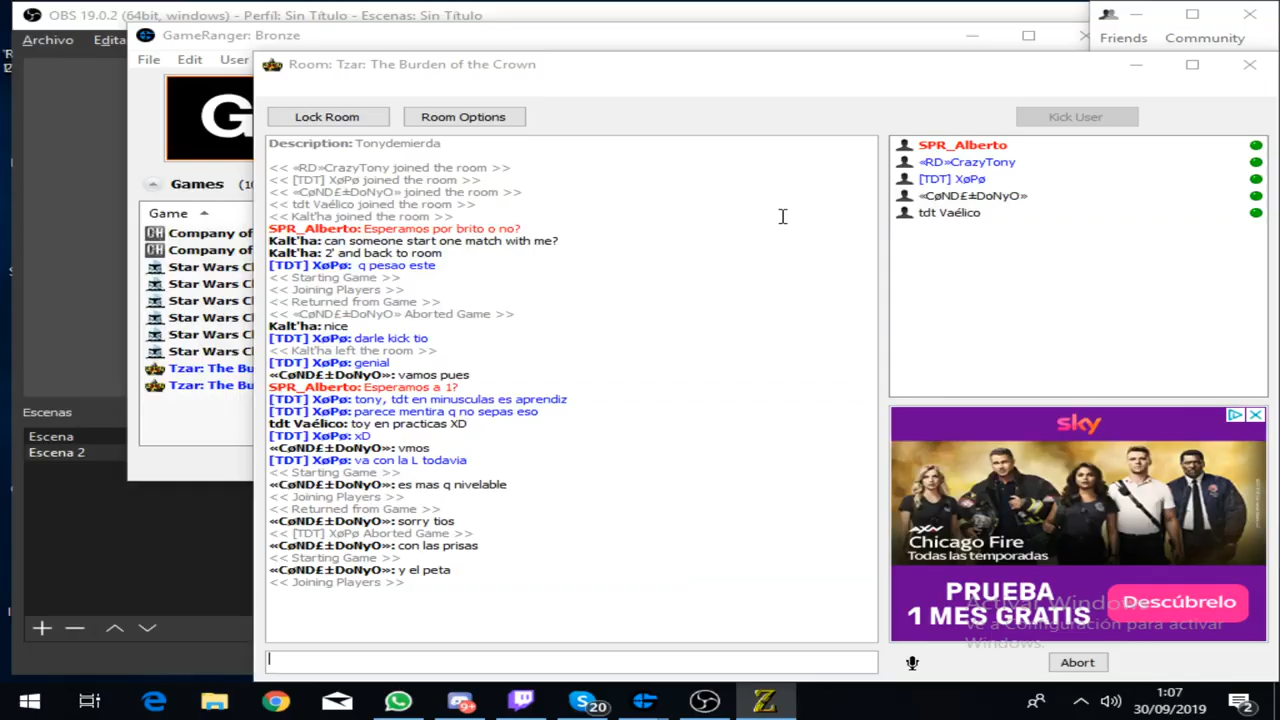 OBS 19.0.2 (64bit, windows) - Perfil: Sin Título - Escenas: Sin Título
Archivo
GameRanger: Bronze
File Edit User
Friends Community
Room: Tzar: The Burden of the Crown
Lock Room Room Options Kick User
Description: Tonydemierda
<< «RD»CrazyTony joined the room >>
<< [TDT] XøPø joined the room >>
<< «CøND£±DoNyO» joined the room >>
<< tdt Vaélico joined the room >>
<< Kalt'ha joined the room >>
SPR_Alberto: Esperamos por brito o no?
Kalt'ha: can someone start one match with me?
Kalt'ha: 2' and back to room
[TDT] XøPø: q pesao este
<< Starting Game >>
<< Joining Players >>
<< Returned from Game >>
<< «CøND£±DoNyO» Aborted Game >>
Kalt'ha: nice
[TDT] XøPø: darle kick tio
<< Kalt'ha left the room >>
[TDT] XøPø: genial
«CøND£±DoNyO»: vamos pues
SPR_Alberto: Esperamos a 1?
[TDT] XøPø: tony, tdt en minusculas es aprendiz
[TDT] XøPø: parece mentira q no sepas eso
tdt Vaélico: toy en practicas XD
[TDT] XøPø: xD
«CøND£±DoNyO»: vmos
[TDT] XøPø: va con la L todavia
<< Starting Game >>
«CøND£±DoNyO»: es mas q nivelable
<< Joining Players >>
<< Returned from Game >>
«CøND£±DoNyO»: sorry tios
<< [TDT] XøPø Aborted Game >>
«CøND£±DoNyO»: con las prisas
<< Starting Game >>
«CøND£±DoNyO»: y el peta
<< Joining Players >>
SPR_Alberto
«RD»CrazyTony
[TDT] XøPø
«CøND£±DoNyO»
tdt Vaélico
G
Games
Game
Company of
Company of
Star Wars Cl
Star Wars Cl
Star Wars Cl
Star Wars Cl
Star Wars Cl
Star Wars Cl
Tzar: The Bu
Tzar: The Bu
Escenas
Escena
Escena 2
sky
AXN
Chicago Fire
Todas las temporadas
PRUEBA
1 MES GRATIS
Descúbrelo
Activar Windows
Ve a Configuración para activar
Windows.
Abort
20
9+
1:07
30/09/2019
2